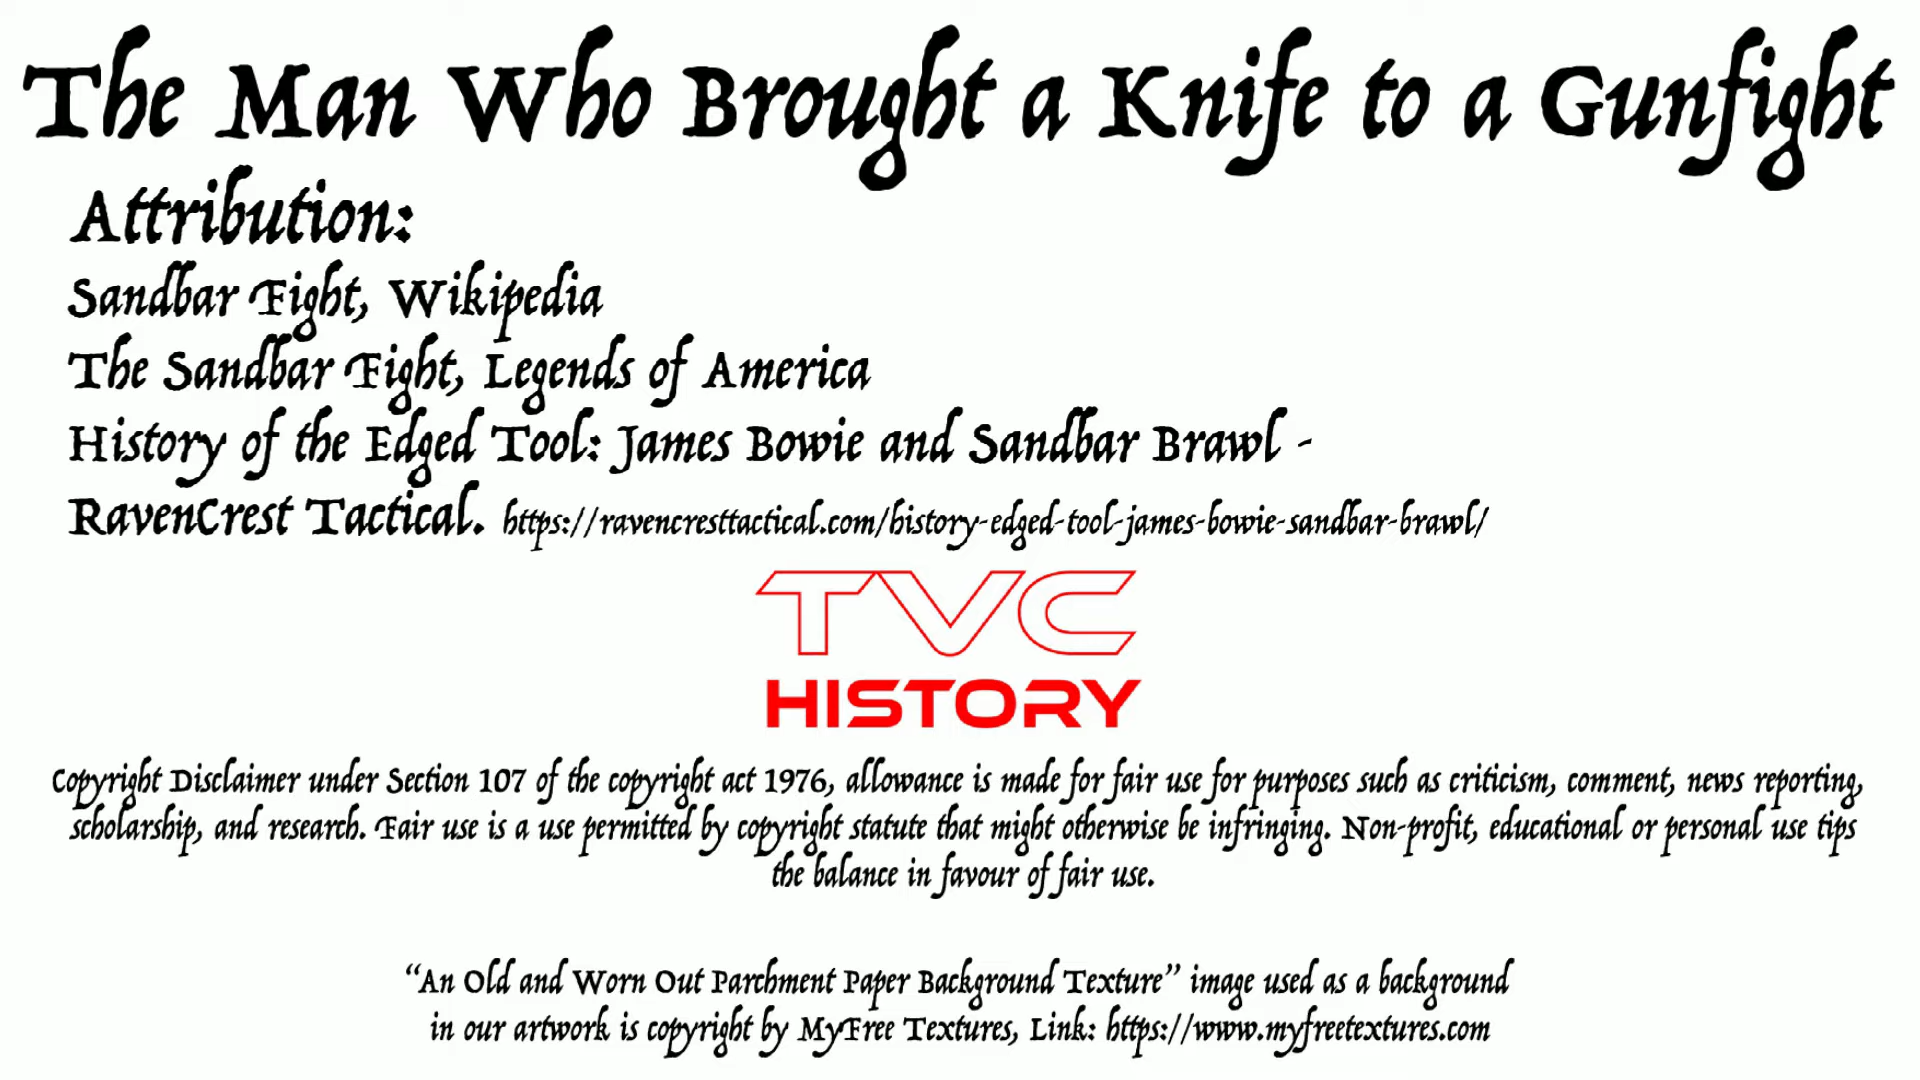 The Man Who Brought a Knife to a Gunfight
Attribution:
Sandbar Fight, Wikipedia
The Sandbar Fight, Legends of America
History of the Edged Tool: James Bowie and Sandbar Brawl -
RavenCrest Tactical. https://ravencresttactical.com/history-edged-tool-james-bowie-sandbar-brawl/
TVC
HISTORY
Copyright Disclaimer under Section 107 of the copyright act 1976, allowance is made for fair use for purposes such as criticism, comment, news reporting,
scholarship, and research. Fair use is a use permitted by copyright statute that might otherwise be infringing. Non-profit, educational or personal use tips
the balance in favour of fair use.
“An Old and Worn Out Parchment Paper Background Texture” image used as a background
in our artwork is copyright by MyFree Textures, Link: https://www.myfreetextures.com